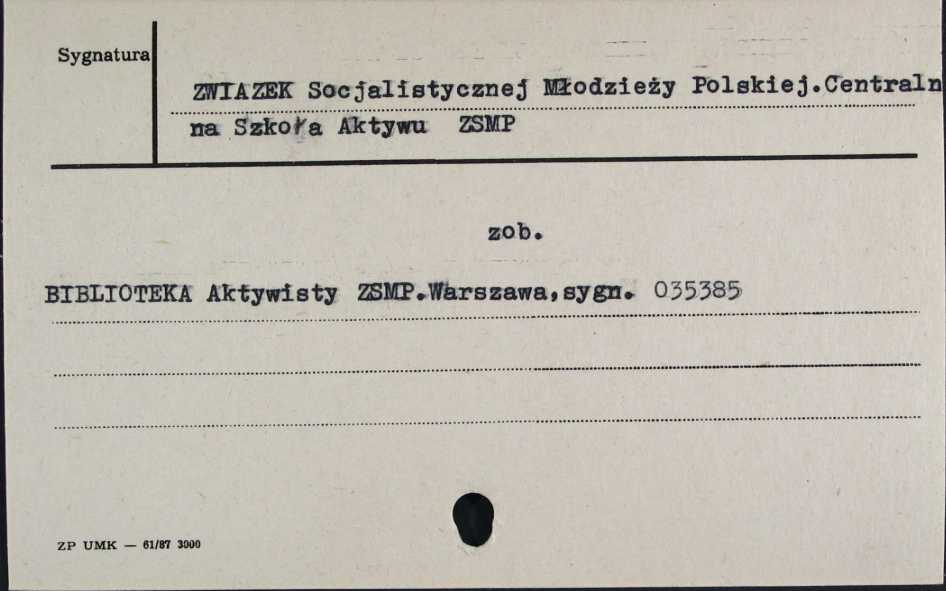 Sygnatura
ZWIAZEK Socjalistycznej Młodzieży Polskiej.Centraln
na Szkoła Aktywu ZSMP
zob.
BIBLIOTEKA Aktywisty ZSMP.Warszawa,sygn. 035385
ZP UMK — 61/87 3000